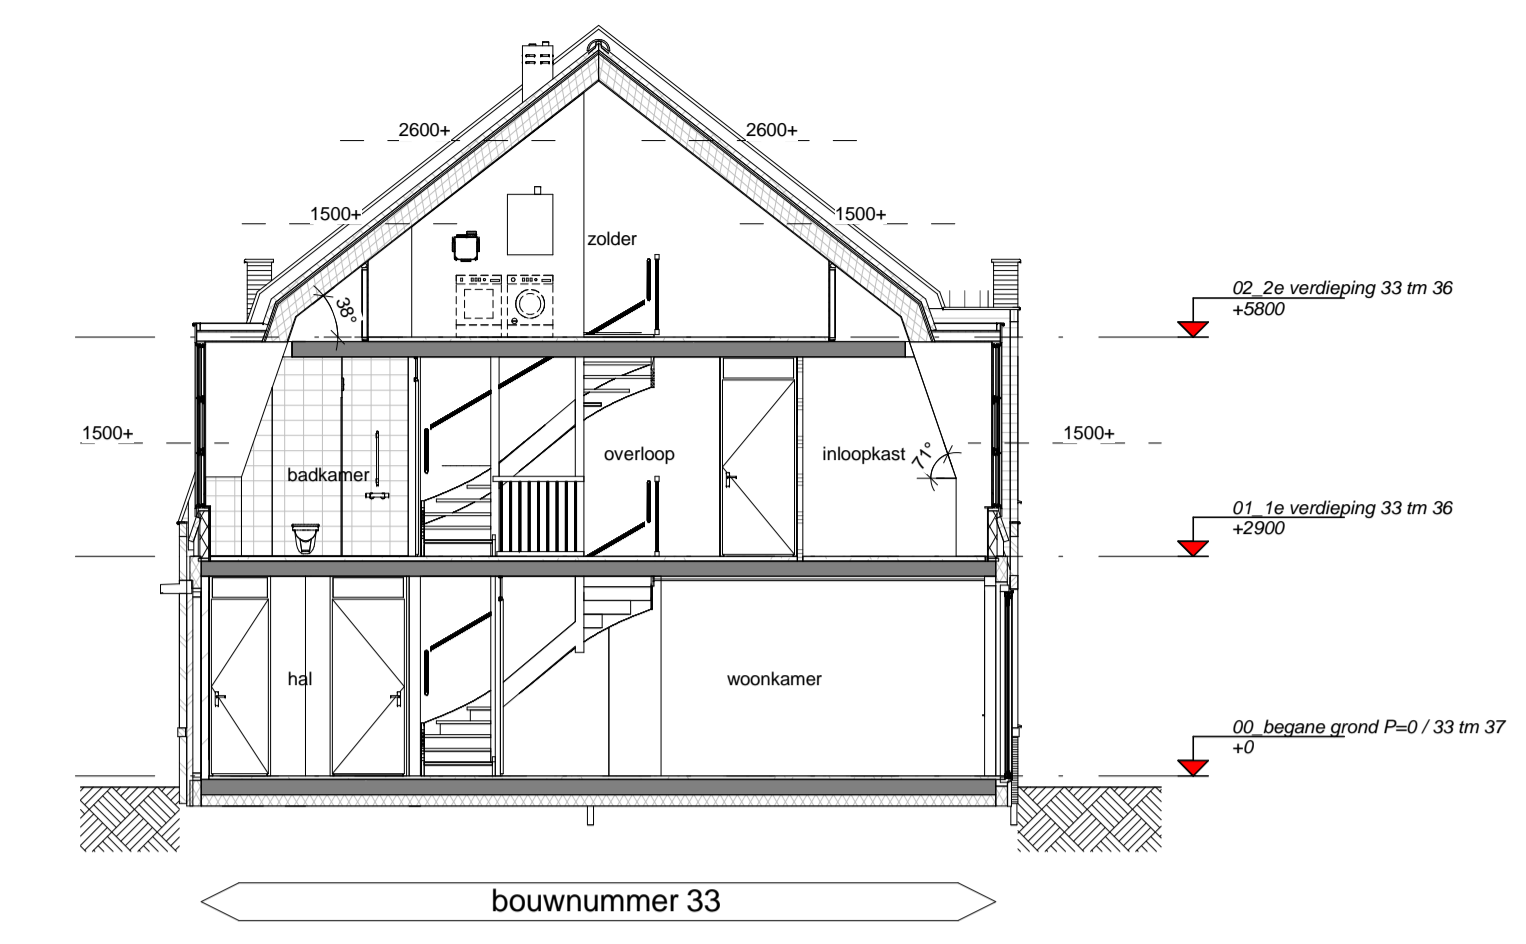 2600+ 2600+
1500+ 1500+
zolder
38°
02_2e verdieping 33 tm 36
+5800
1500+ 1500+
badkamer overloop inloopkast 71°
01_1e verdieping 33 tm 36
+2900
hal woonkamer
00_begane grond P=0 / 33 tm 37
+0
bouwnummer 33